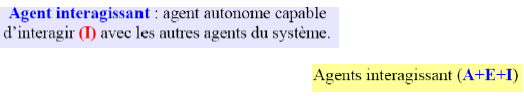 Agent interagissant : agent autonome capable
d'interagir (I) avec les autres agents du système.
Agents interagissant (A+E+I)